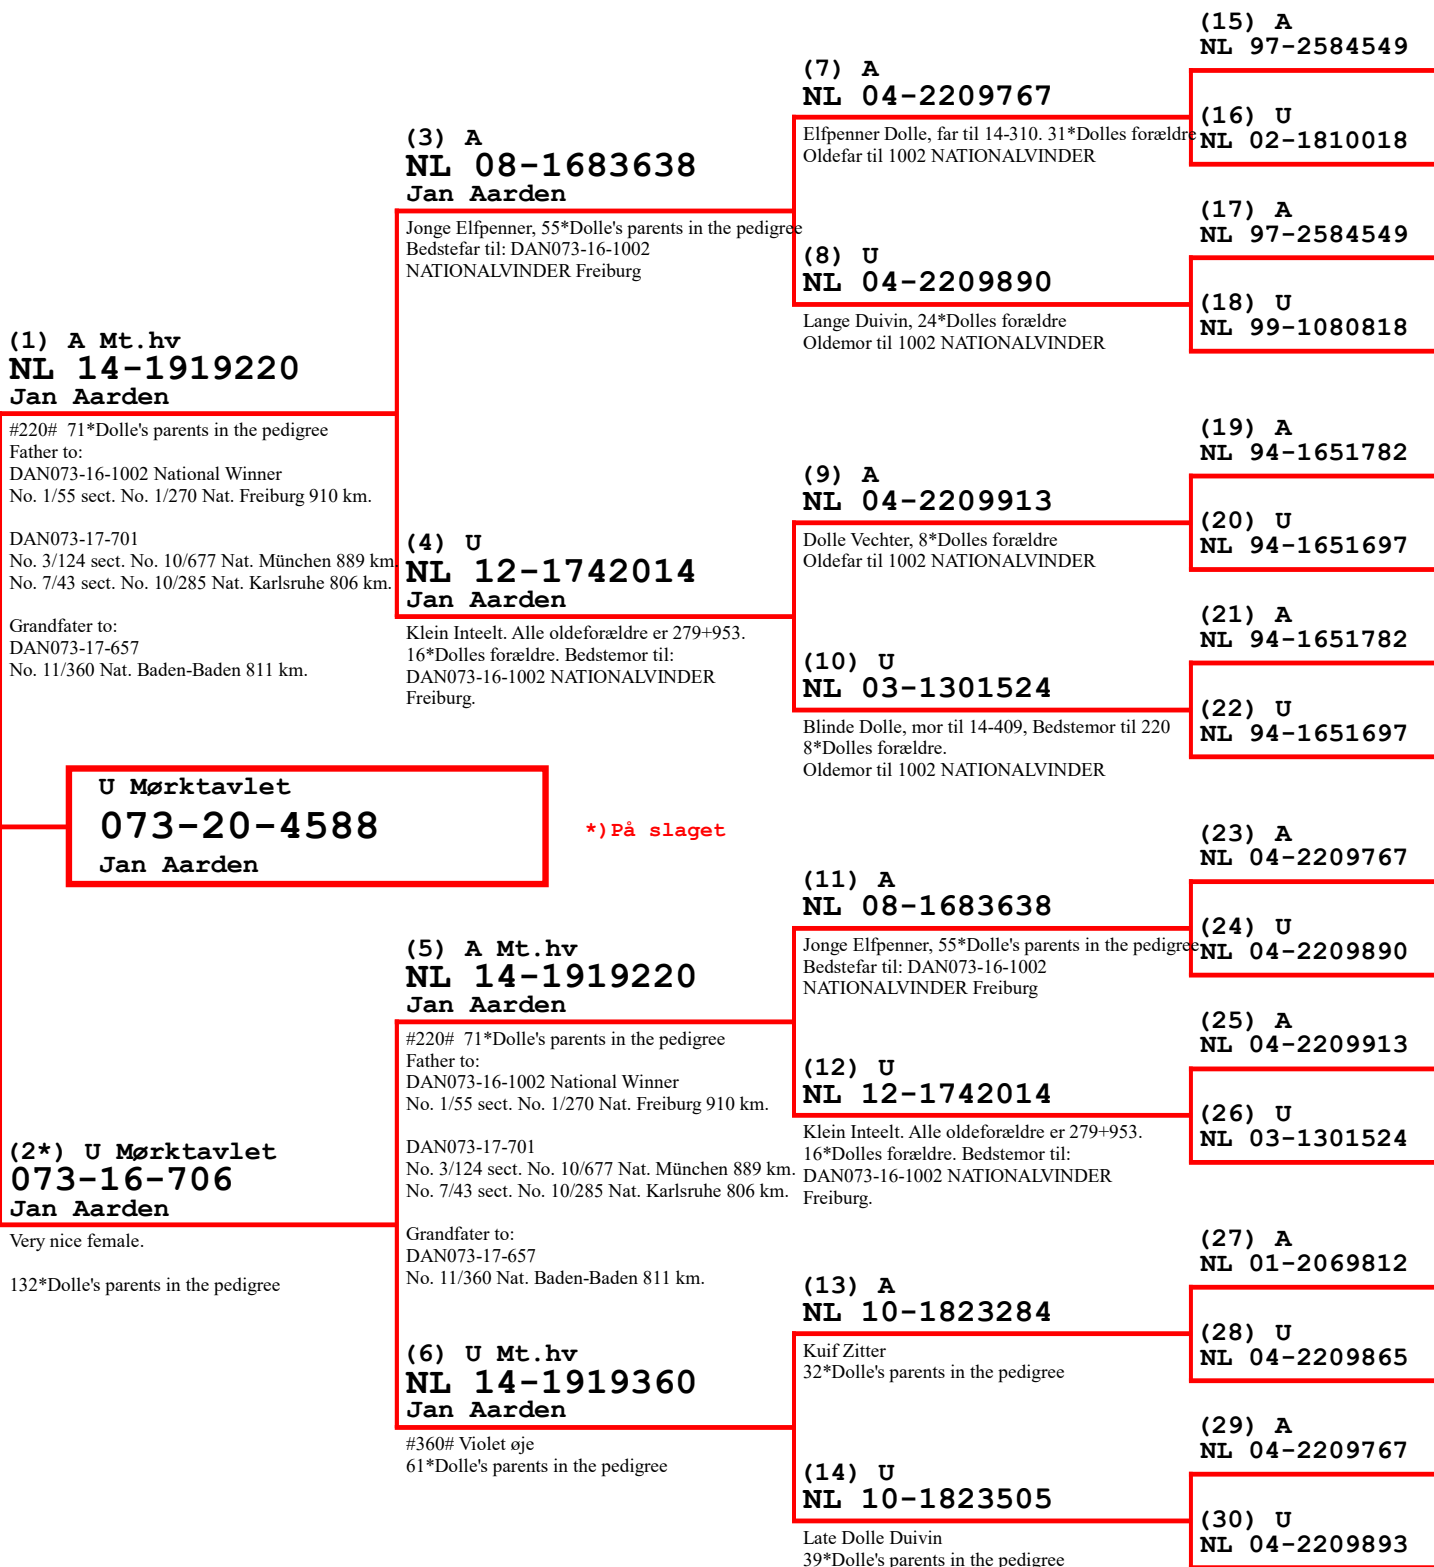 (1) A Mt.hv
NL 14-1919220
Jan Aarden
#220# 71*Dolle's parents in the pedigree
Father to:
DAN073-16-1002 National Winner
No. 1/55 sect. No. 1/270 Nat. Freiburg 910 km.
DAN073-17-701
No. 3/124 sect. No. 10/677 Nat. München 889 km.
No. 7/43 sect. No. 10/285 Nat. Karlsruhe 806 km.
Grandfater to:
DAN073-17-657
No. 11/360 Nat. Baden-Baden 811 km.
U Mørktavlet
073-20-4588
Jan Aarden
*)På slaget
(2*) U Mørktavlet
073-16-706
Jan Aarden
Very nice female.
132*Dolle's parents in the pedigree
(3) A
NL 08-1683638
Jan Aarden
Jonge Elfpenner, 55*Dolle's parents in the pedigree
Bedstefar til: DAN073-16-1002
NATIONALVINDER Freiburg
(4) U
NL 12-1742014
Jan Aarden
Klein Inteelt. Alle oldeforældre er 279+953.
16*Dolles forældre. Bedstemor til:
DAN073-16-1002 NATIONALVINDER
Freiburg.
(5) A Mt.hv
NL 14-1919220
Jan Aarden
#220# 71*Dolle's parents in the pedigree
Father to:
DAN073-16-1002 National Winner
No. 1/55 sect. No. 1/270 Nat. Freiburg 910 km.
DAN073-17-701
No. 3/124 sect. No. 10/677 Nat. München 889 km.
No. 7/43 sect. No. 10/285 Nat. Karlsruhe 806 km.
Grandfater to:
DAN073-17-657
No. 11/360 Nat. Baden-Baden 811 km.
(6) U Mt.hv
NL 14-1919360
Jan Aarden
#360# Violet øje
61*Dolle's parents in the pedigree
(7) A
NL 04-2209767
Elfpenner Dolle, far til 14-310. 31*Dolles forældre
Oldefar til 1002 NATIONALVINDER
(8) U
NL 04-2209890
Lange Duivin, 24*Dolles forældre
Oldemor til 1002 NATIONALVINDER
(9) A
NL 04-2209913
Dolle Vechter, 8*Dolles forældre
Oldefar til 1002 NATIONALVINDER
(10) U
NL 03-1301524
Blinde Dolle, mor til 14-409, Bedstemor til 220
8*Dolles forældre.
Oldemor til 1002 NATIONALVINDER
(11) A
NL 08-1683638
Jonge Elfpenner, 55*Dolle's parents in the pedigree
Bedstefar til: DAN073-16-1002
NATIONALVINDER Freiburg
(12) U
NL 12-1742014
Klein Inteelt. Alle oldeforældre er 279+953.
16*Dolles forældre. Bedstemor til:
DAN073-16-1002 NATIONALVINDER
Freiburg.
(13) A
NL 10-1823284
Kuif Zitter
32*Dolle's parents in the pedigree
(14) U
NL 10-1823505
Late Dolle Duivin
39*Dolle's parents in the pedigree
(15) A
NL 97-2584549
(16) U
NL 02-1810018
(17) A
NL 97-2584549
(18) U
NL 99-1080818
(19) A
NL 94-1651782
(20) U
NL 94-1651697
(21) A
NL 94-1651782
(22) U
NL 94-1651697
(23) A
NL 04-2209767
(24) U
NL 04-2209890
(25) A
NL 04-2209913
(26) U
NL 03-1301524
(27) A
NL 01-2069812
(28) U
NL 04-2209865
(29) A
NL 04-2209767
(30) U
NL 04-2209893